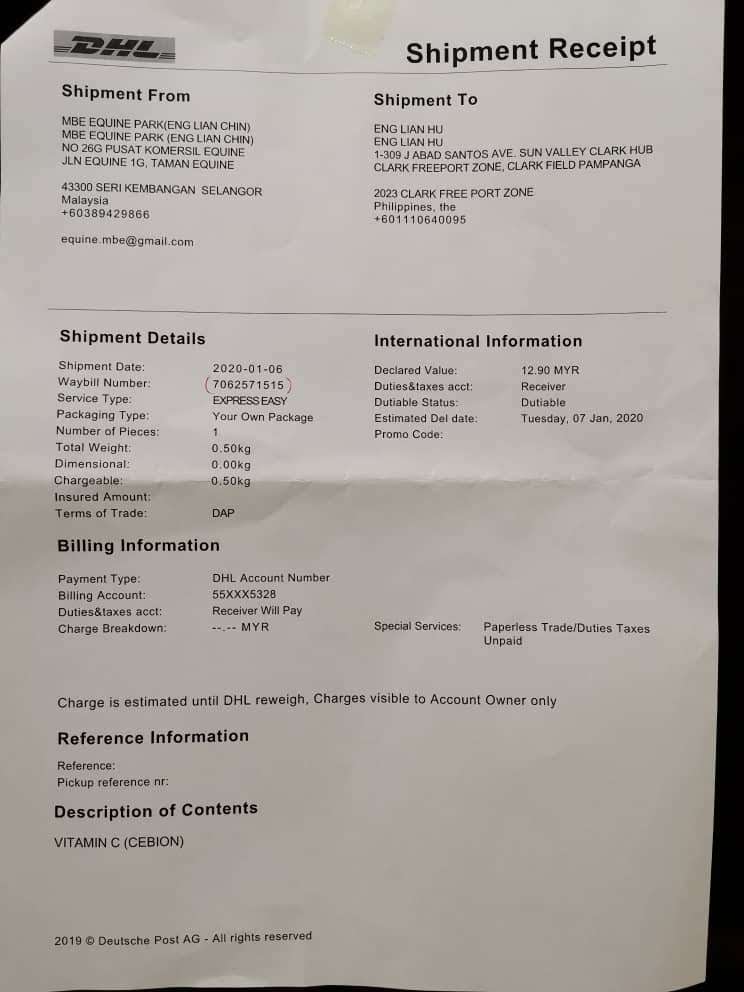 DHL
Shipment Receipt
Shipment From
MBE EQUINE PARK(ENG LIAN CHIN)
MBE EQUINE PARK (ENG LIAN CHIN)
NO 26G PUSAT KOMERSIL EQUINE
JLN EQUINE 1G, TAMAN EQUINE
43300 SERI KEMBANGAN SELANGOR
Malaysia
+60389429866
equine.mbe@gmail.com
Shipment To
ENG LIAN HU
ENG LIAN HU
1-309 J ABAD SANTOS AVE. SUN VALLEY CLARK HUB
CLARK FREEPORT ZONE, CLARK FIELD PAMPANGA
2023 CLARK FREE PORT ZONE
Philippines, the
+601110640095
Shipment Details
Shipment Date: 2020-01-06
Waybill Number: 7062571515
Service Type: EXPRESS EASY
Packaging Type: Your Own Package
Number of Pieces: 1
Total Weight: 0.50kg
Dimensional: 0.00kg
Chargeable: 0.50kg
Insured Amount:
Terms of Trade: DAP
International Information
Declared Value: 12.90 MYR
Duties&taxes acct: Receiver
Dutiable Status: Dutiable
Estimated Del date: Tuesday, 07 Jan, 2020
Promo Code:
Billing Information
Payment Type: DHL Account Number
Billing Account: 55XXX5328
Duties&taxes acct: Receiver Will Pay
Charge Breakdown: --.-- MYR
Special Services: Paperless Trade/Duties Taxes
Unpaid
Charge is estimated until DHL reweigh, Charges visible to Account Owner only
Reference Information
Reference:
Pickup reference nr:
Description of Contents
VITAMIN C (CEBION)
2019 © Deutsche Post AG - All rights reserved